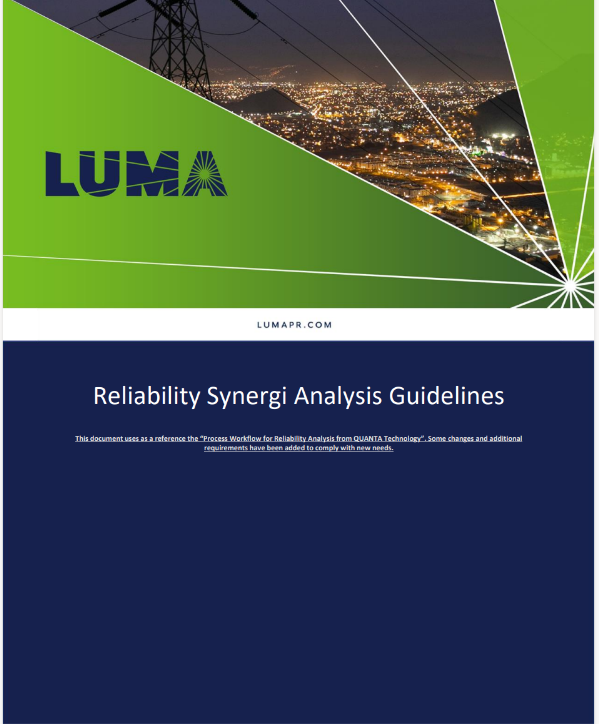 LUMA
LUMAPR.COM
Reliability Synergi Analysis Guidelines
This document uses as a reference the "Process Workflow for Reliability Analysis from QUANTA Technology". Some changes and additional
requirements have been added to comply with new needs.